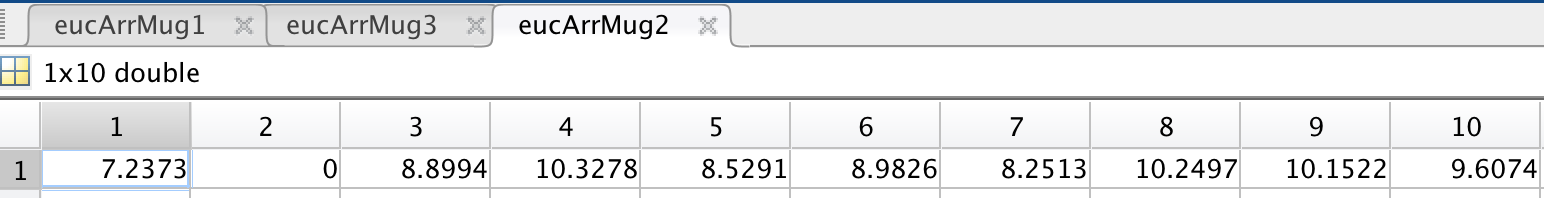 eucArrMug1 eucArrMug3 eucArrMug2
1x10 double
1 2 3 4 5 6 7 8 9 10
1 7.2373 0 8.8994 10.3278 8.5291 8.9826 8.2513 10.2497 10.1522 9.6074